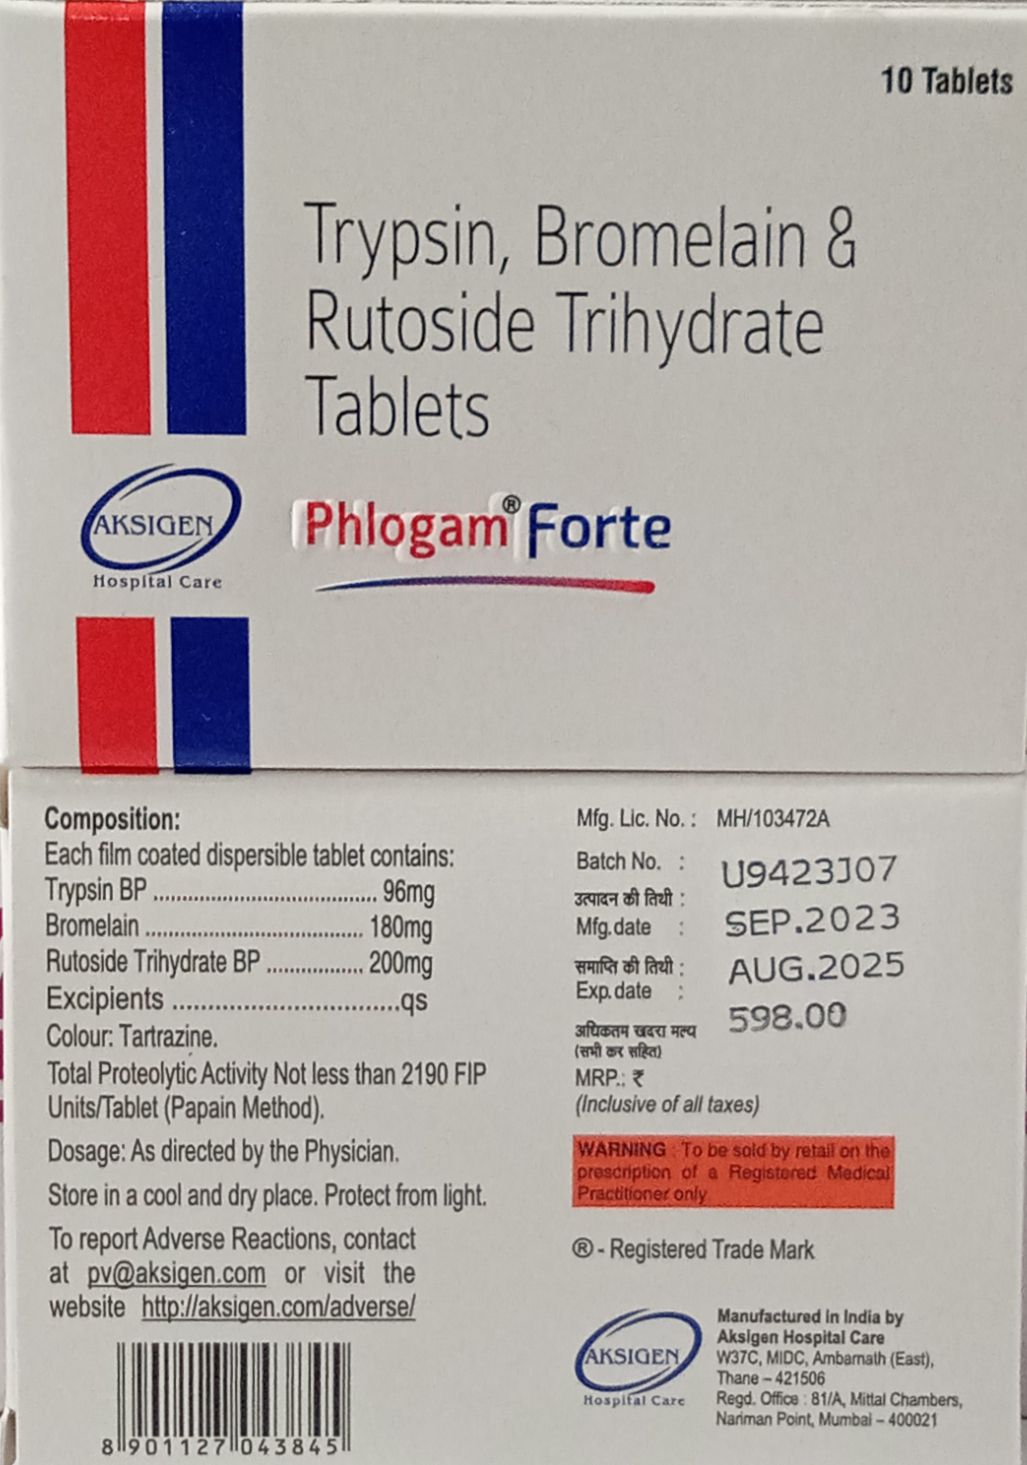 10 Tablets
Trypsin, Bromelain &
Rutoside Trihydrate
Tablets
AKSIGEN
Hospital Care
Phlogam® Forte
Composition:
Each film coated dispersible tablet contains:
Trypsin BP .................................... 96mg
Bromelain ................................... 180mg
Rutoside Trihydrate BP ................ 200mg
Excipients ..............................qs
Colour: Tartrazine.
Total Proteolytic Activity Not less than 2190 FIP
Units/Tablet (Papain Method).
Dosage: As directed by the Physician.
Store in a cool and dry place. Protect from light.
To report Adverse Reactions, contact
at pv@aksigen.com or visit the
website http://aksigen.com/adverse/
8 901127 043845
Mfg. Lic. No. : MH/103472A
Batch No. : U9423J07
उत्पादन की तिथी :
Mfg.date : SEP.2023
समाप्ति की तिथी : AUG.2025
Exp.date :
598.00
अधिकतम खुदरा मूल्य
(सभी कर सहित)
MRP.: ₹
(Inclusive of all taxes)
WARNING : To be sold by retail on the
prescription of a Registered Medical
Practitioner only
® - Registered Trade Mark
AKSIGEN
Hospital Care
Manufactured in India by
Aksigen Hospital Care
W37C, MIDC, Ambarnath (East),
Thane – 421506
Regd. Office : 81/A, Mittal Chambers,
Nariman Point, Mumbai – 400021